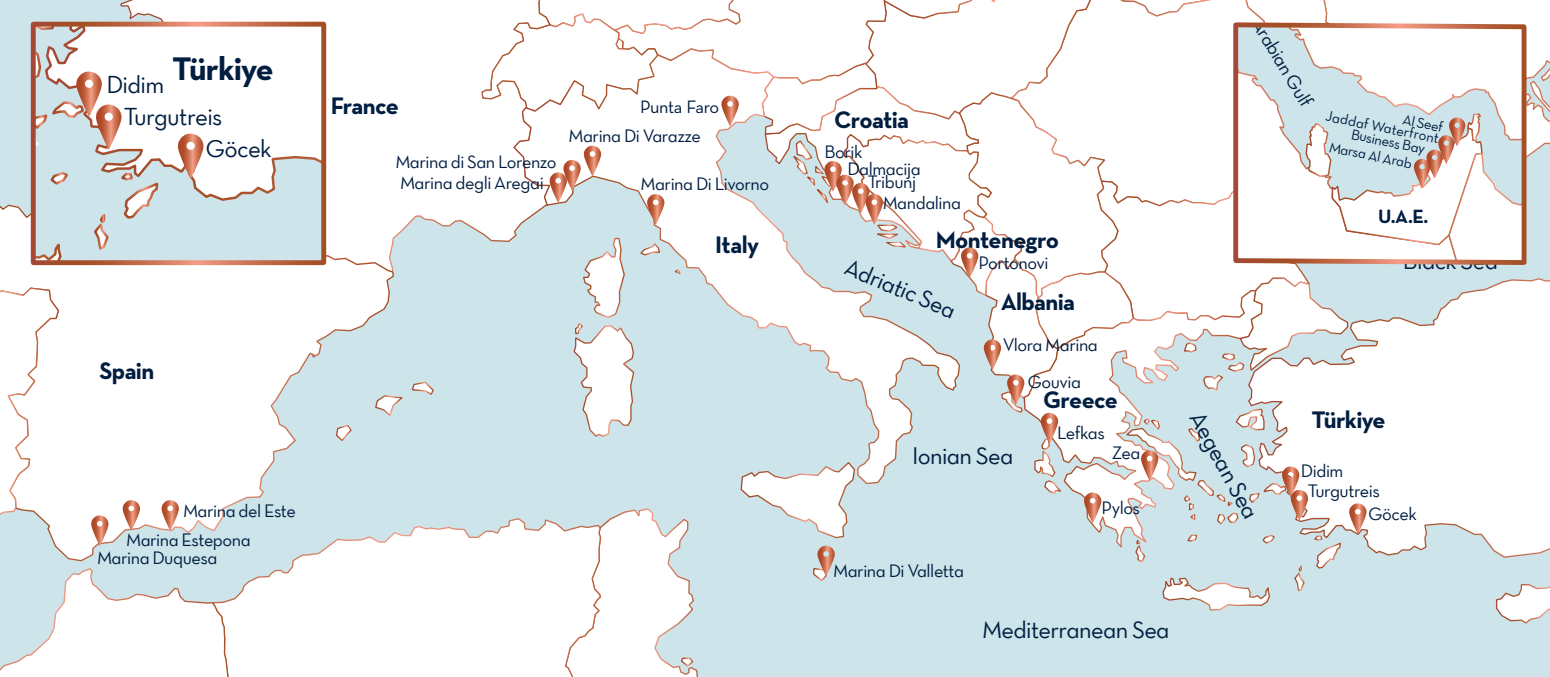 Türkiye
Didim
Turgutreis
Göcek
France
Punta Faro
Croatia
Marina Di Varazze
Marina di San Lorenzo
Marina degli Aregai
Marina Di Livorno
Borik
Dalmacija
Tribunj
Mandalina
Italy
Montenegro
Portonovi
Adriatic Sea
Albania
Vlora Marina
Gouvia
Greece
Lefkas
Zea
Pylos
Ionian Sea
Aegean Sea
Türkiye
Didim
Turgutreis
Göcek
Spain
Marina del Este
Marina Estepona
Marina Duquesa
Marina Di Valletta
Mediterranean Sea
Arabian Gulf
Al Seef
Jaddaf Waterfront
Business Bay
Marsa Al Arab
U.A.E.
Black Sea